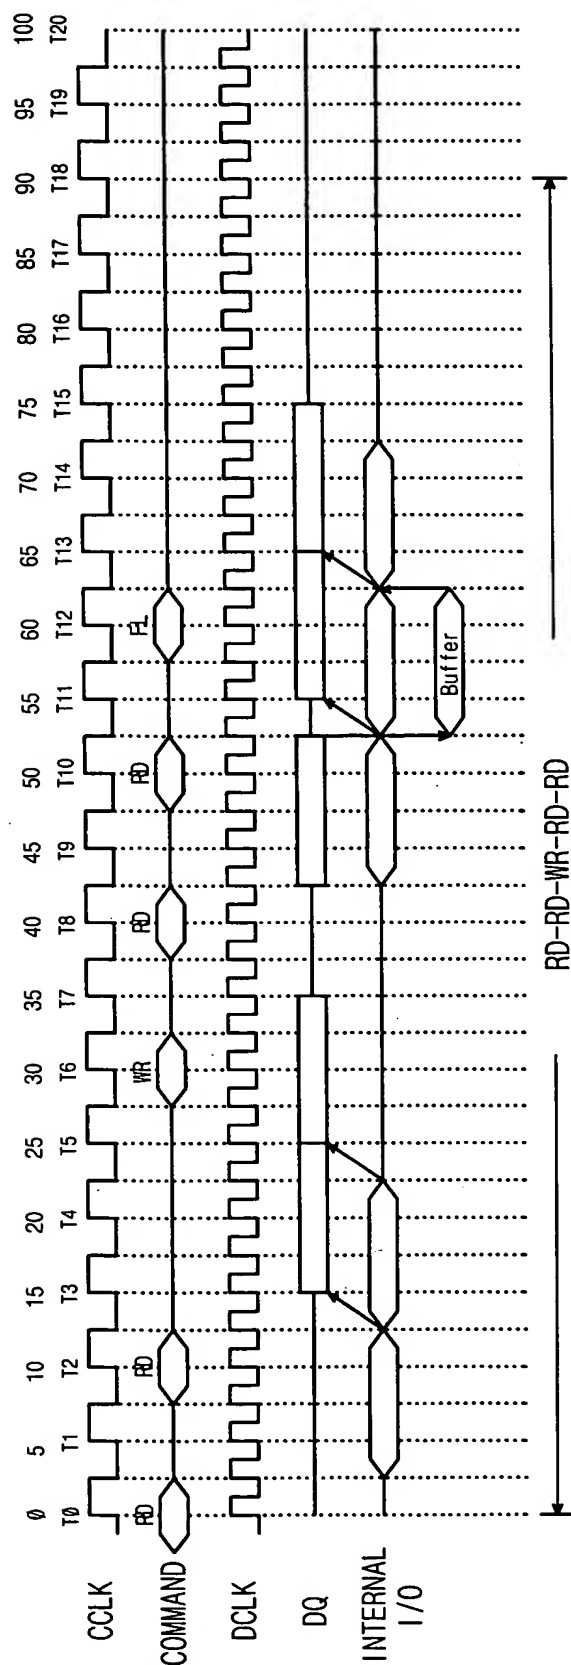 0 5 10 15 20 25 30 35 40 45 50 55 60 65 70 75 80 85 90 95 100
T0 T1 T2 T3 T4 T5 T6 T7 T8 T9 T10 T11 T12 T13 T14 T15 T16 T17 T18 T19 T20
CCLK
COMMAND
RD RD WR RD RD FL
DCLK
DQ
INTERNAL
I/O
Buffer
RD-RD-WR-RD-RD